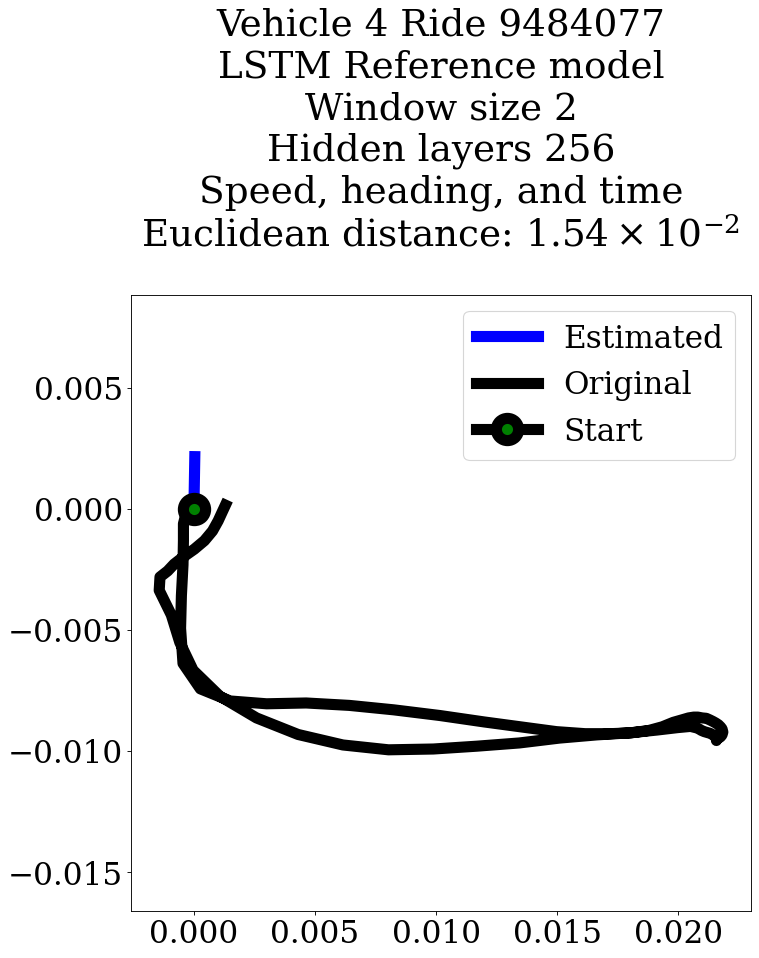 Vehicle 4 Ride 9484077
LSTM Reference model
Window size 2
Hidden layers 256
Speed, heading, and time
Euclidean distance: 1.54 × 10⁻²
Estimated
Original
Start
0.005
0.000
−0.005
−0.010
−0.015
0.000 0.005 0.010 0.015 0.020